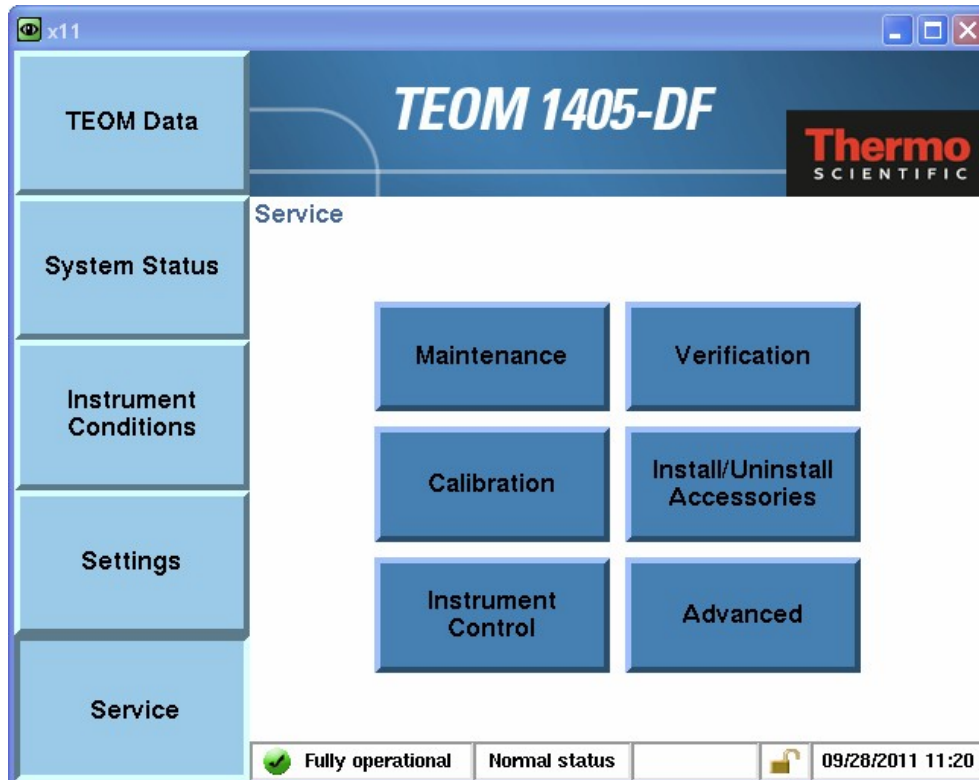 x11
TEOM Data
System Status
Instrument
Conditions
Settings
Service
TEOM 1405-DF
Thermo
SCIENTIFIC
Service
Maintenance
Verification
Calibration
Install/Uninstall
Accessories
Instrument
Control
Advanced
Fully operational
Normal status
09/28/2011 11:20